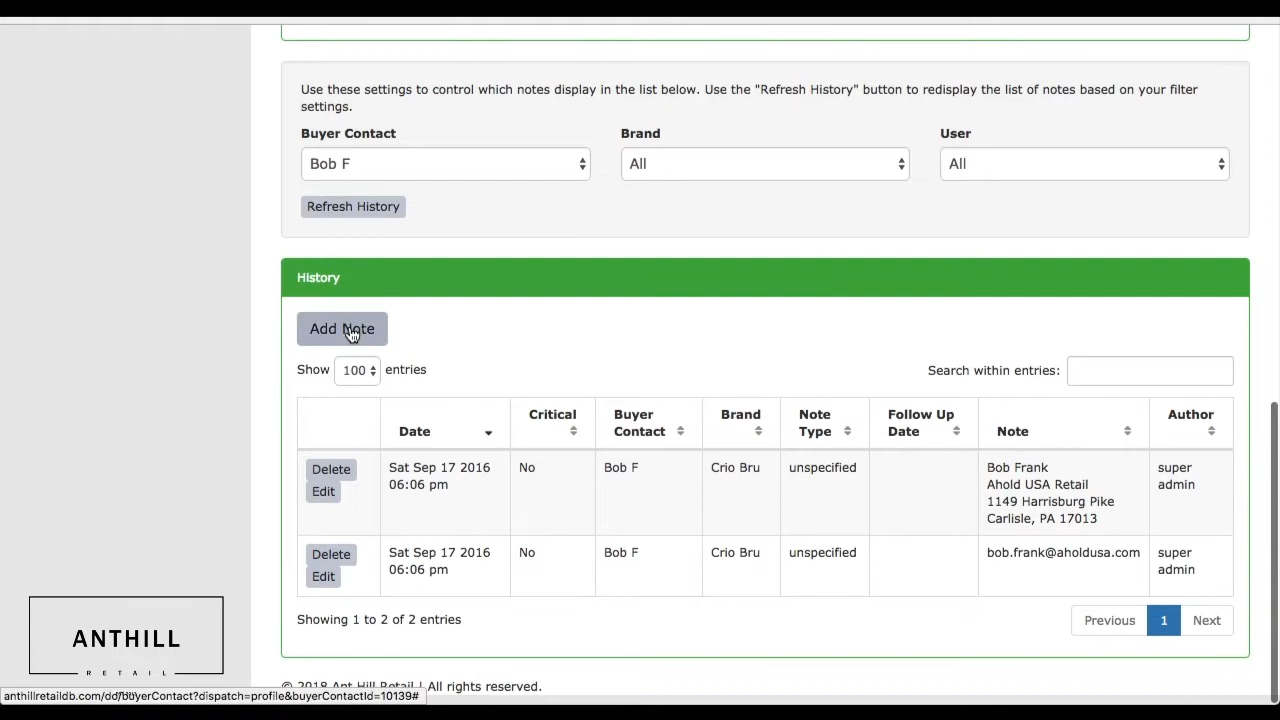 Use these settings to control which notes display in the list below. Use the "Refresh History" button to redisplay the list of notes based on your filter
settings.
Buyer Contact
Brand
User
Bob F
All
All
Refresh History
History
Add Note
Show 100 entries
Search within entries:
Date
Critical
Buyer
Contact
Brand
Note
Type
Follow Up
Date
Note
Author
Delete
Edit
Sat Sep 17 2016
06:06 pm
No
Bob F
Crio Bru
unspecified
Bob Frank
Ahold USA Retail
1149 Harrisburg Pike
Carlisle, PA 17013
super
admin
Delete
Edit
Sat Sep 17 2016
06:06 pm
No
Bob F
Crio Bru
unspecified
bob.frank@aholdusa.com
super
admin
Showing 1 to 2 of 2 entries
Previous
1
Next
ANTHILL
RETAIL
© 2018 Ant Hill Retail | All rights reserved.
anthillretaildb.com/dd/buyerContact?dispatch=profile&buyerContactId=10139#